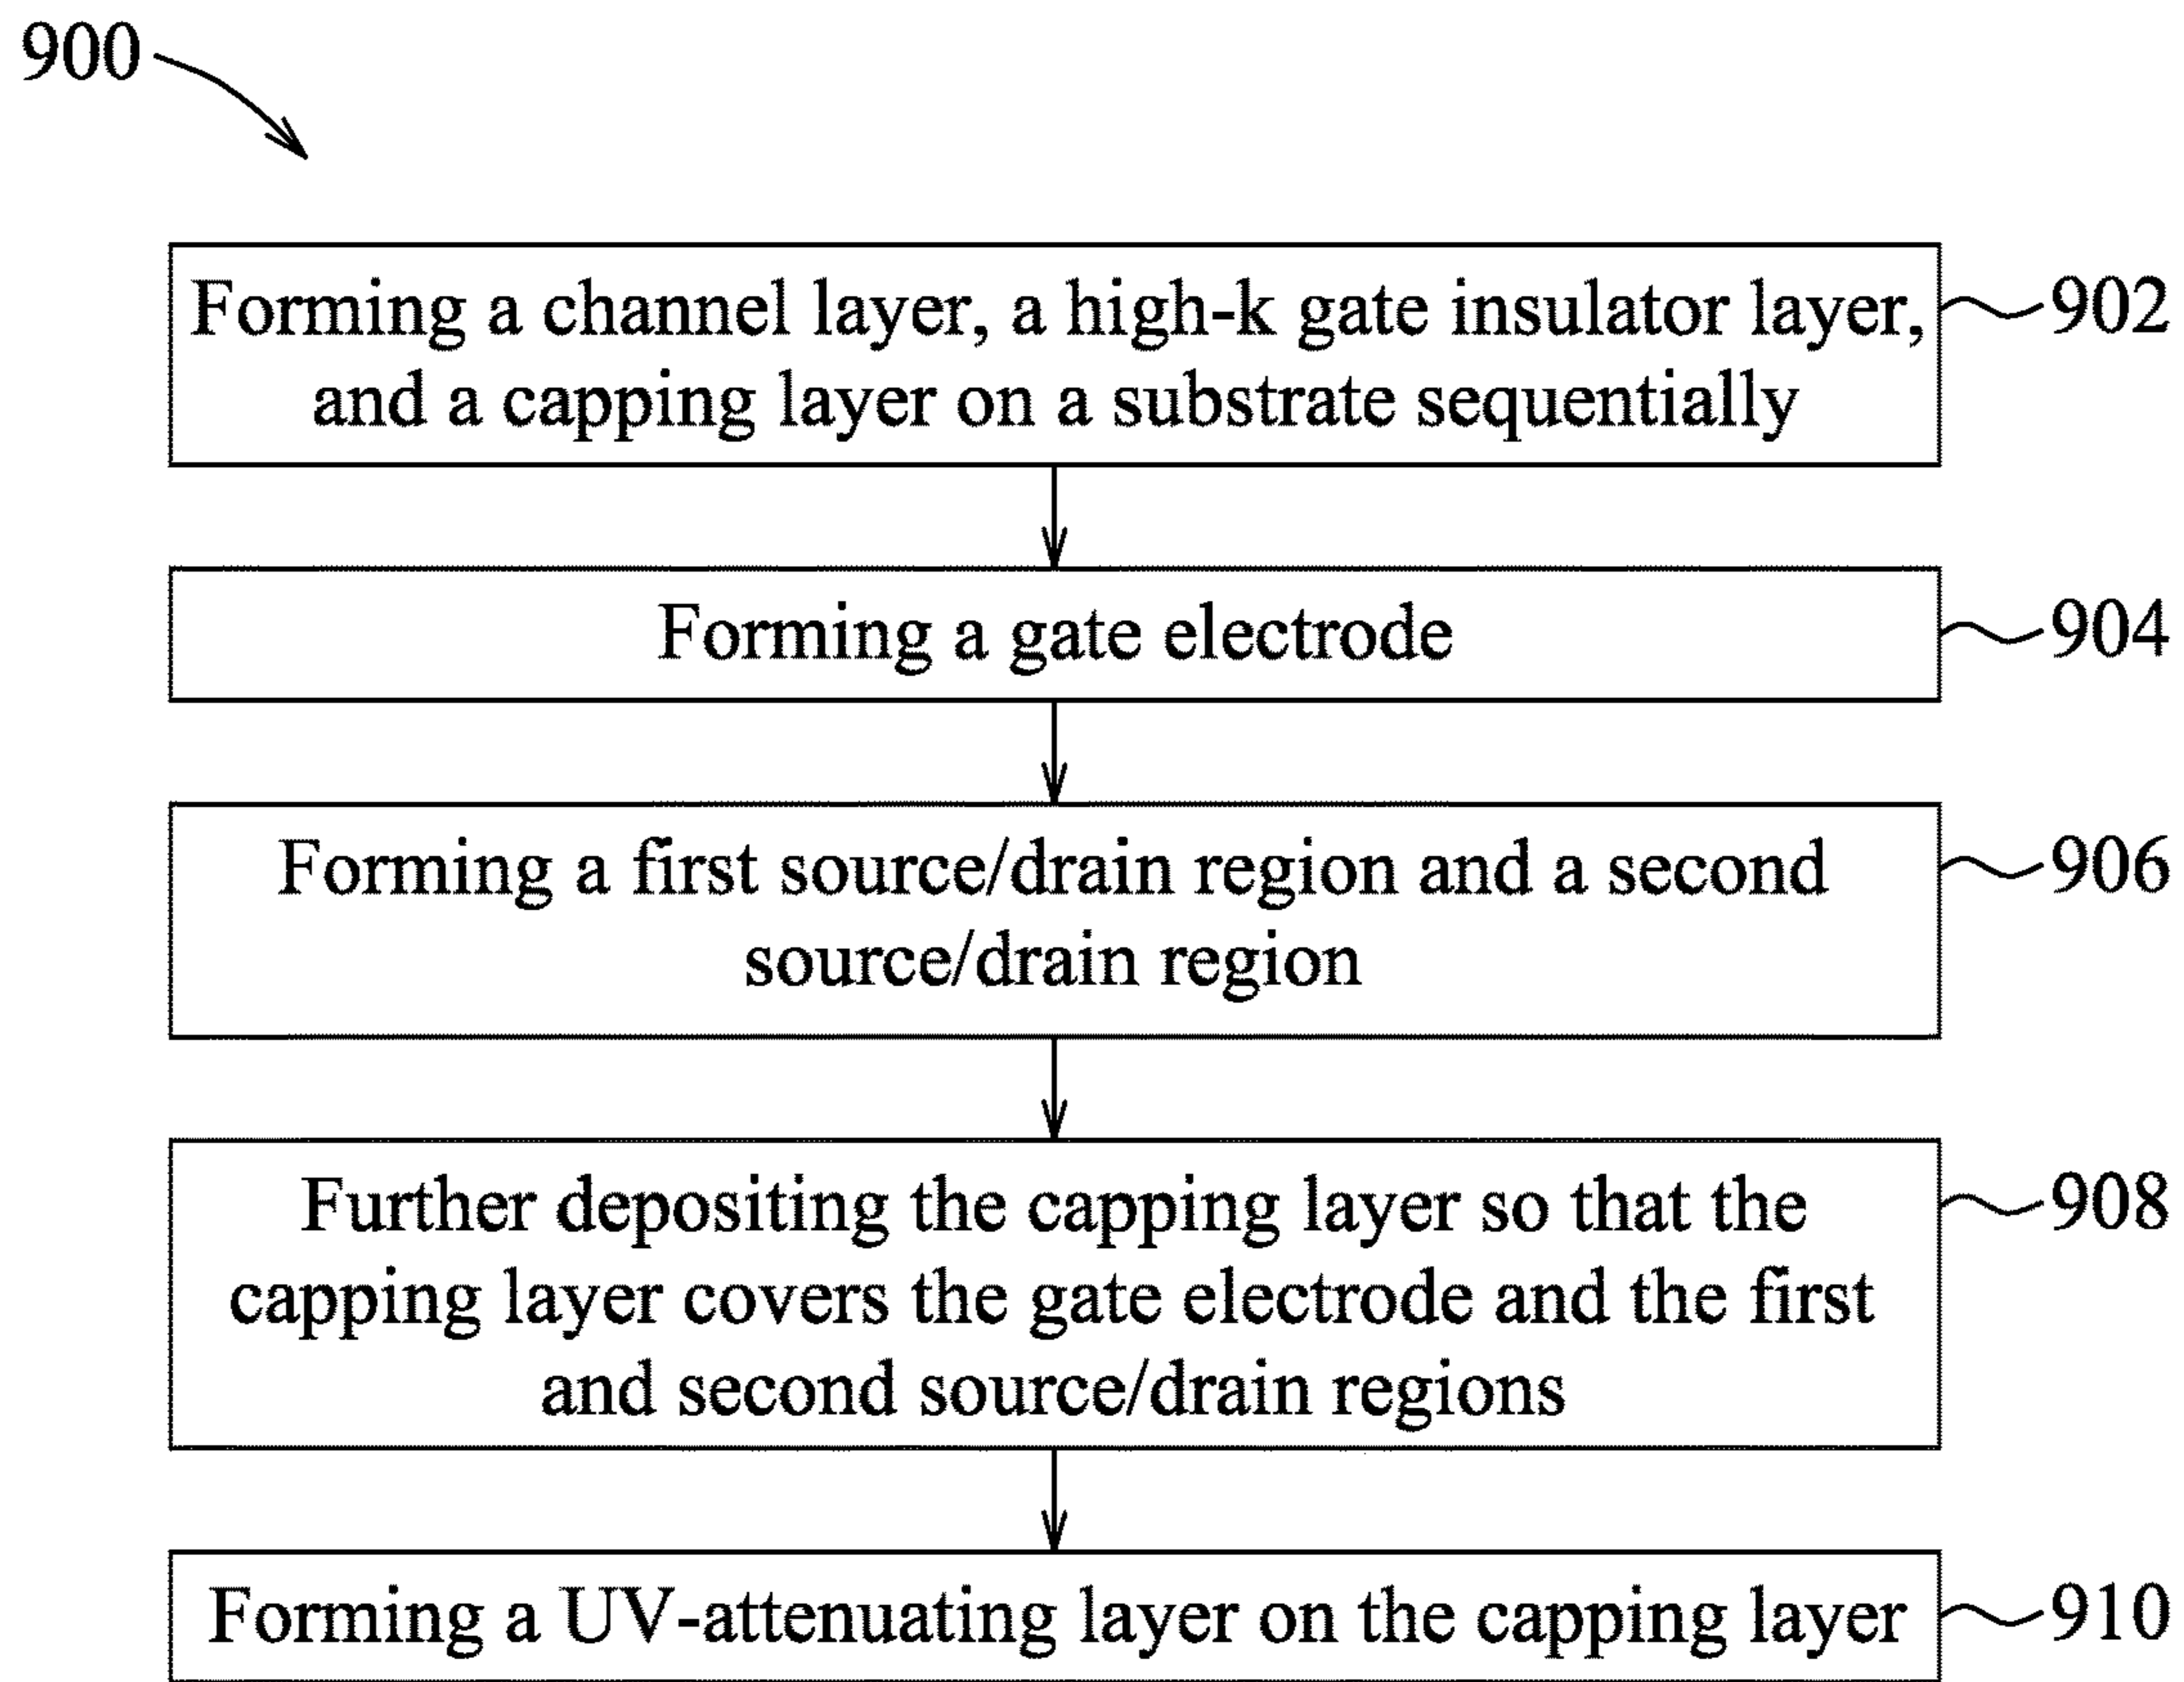 900
Forming a channel layer, a high-k gate insulator layer,
and a capping layer on a substrate sequentially
902
Forming a gate electrode
904
Forming a first source/drain region and a second
source/drain region
906
Further depositing the capping layer so that the
capping layer covers the gate electrode and the first
and second source/drain regions
908
Forming a UV-attenuating layer on the capping layer
910